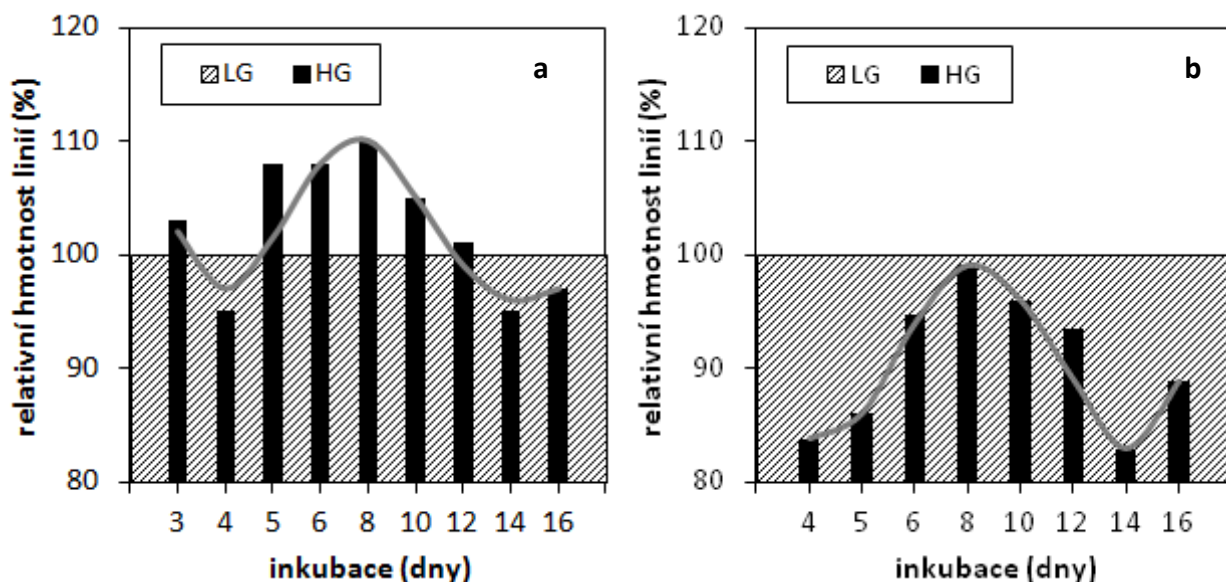 120
110
100
90
80
relativní hmotnost linií (%)
LG HG
a
3 4 5 6 8 10 12 14 16
inkubace (dny)
120
110
100
90
80
relativní hmotnost linií (%)
LG HG
b
4 5 6 8 10 12 14 16
inkubace (dny)